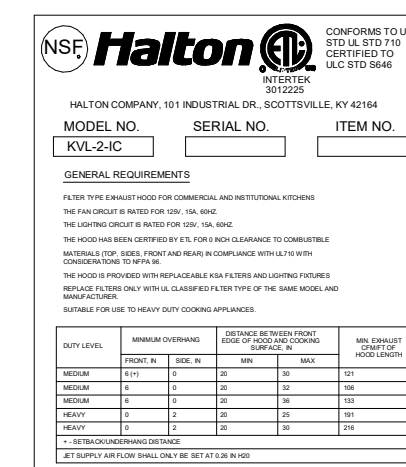 NSF
Halton
ETL
INTERTEK
3012225
CONFORMS TO U
STD UL STD 710
CERTIFIED TO
ULC STD S646
HALTON COMPANY, 101 INDUSTRIAL DR., SCOTTSVILLE, KY 42164
MODEL NO. SERIAL NO. ITEM NO.
KVL-2-IC
GENERAL REQUIREMENTS
FILTER TYPE EXHAUST HOOD FOR COMMERCIAL AND INSTITUTIONAL KITCHENS
THE FAN CIRCUIT IS RATED FOR 125V, 15A, 60HZ.
THE LIGHTING CIRCUIT IS RATED FOR 125V, 15A, 60HZ.
THE HOOD HAS BEEN CERTIFIED BY ETL FOR 0 INCH CLEARANCE TO COMBUSTIBLE
MATERIALS (TOP, SIDES, FRONT AND REAR) IN COMPLIANCE WITH UL710 WITH
CONSIDERATIONS TO NFPA 96.
THE HOOD IS PROVIDED WITH REPLACEABLE KSA FILTERS AND LIGHTING FIXTURES
REPLACE FILTERS ONLY WITH UL CLASSIFIED FILTER TYPE OF THE SAME MODEL AND
MANUFACTURER.
SUITABLE FOR USE TO HEAVY DUTY COOKING APPLIANCES.
DUTY LEVEL MINIMUM OVERHANG DISTANCE BETWEEN FRONT EDGE OF HOOD AND COOKING SURFACE, IN MIN. EXHAUST CFM/FT OF HOOD LENGTH
FRONT, IN SIDE, IN MIN MAX
MEDIUM 6 (+) 0 20 30 121
MEDIUM 6 0 20 32 106
MEDIUM 6 0 20 36 133
HEAVY 0 2 20 25 191
HEAVY 0 2 20 30 216
+ - SETBACK/UNDERHANG DISTANCE
JET SUPPLY AIR FLOW SHALL ONLY BE SET AT 0.26 IN H20